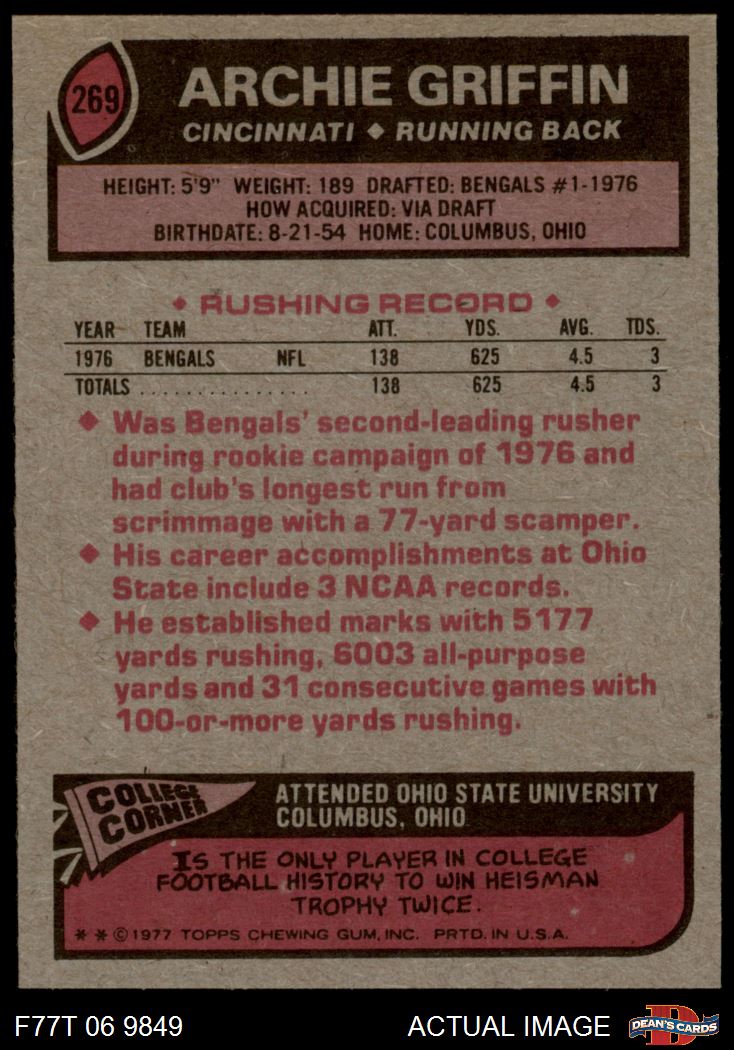 269
ARCHIE GRIFFIN
CINCINNATI ◆ RUNNING BACK
HEIGHT: 5'9" WEIGHT: 189 DRAFTED: BENGALS #1-1976
HOW ACQUIRED: VIA DRAFT
BIRTHDATE: 8-21-54 HOME: COLUMBUS, OHIO
◆ RUSHING RECORD ◆
YEAR TEAM ATT. YDS. AVG. TDS.
1976 BENGALS NFL 138 625 4.5 3
TOTALS . . . . . . . . . . . . . . . 138 625 4.5 3
◆ Was Bengals' second-leading rusher
during rookie campaign of 1976 and
had club's longest run from
scrimmage with a 77-yard scamper.
◆ His career accomplishments at Ohio
State include 3 NCAA records.
◆ He established marks with 5177
yards rushing, 6003 all-purpose
yards and 31 consecutive games with
100-or-more yards rushing.
COLLEGE
CORNER
ATTENDED OHIO STATE UNIVERSITY
COLUMBUS, OHIO
IS THE ONLY PLAYER IN COLLEGE
FOOTBALL HISTORY TO WIN HEISMAN
TROPHY TWICE.
* * © 1977 TOPPS CHEWING GUM, INC. PRTD. IN U.S.A.
F77T 06 9849
ACTUAL IMAGE
D
DEAN'S CARDS